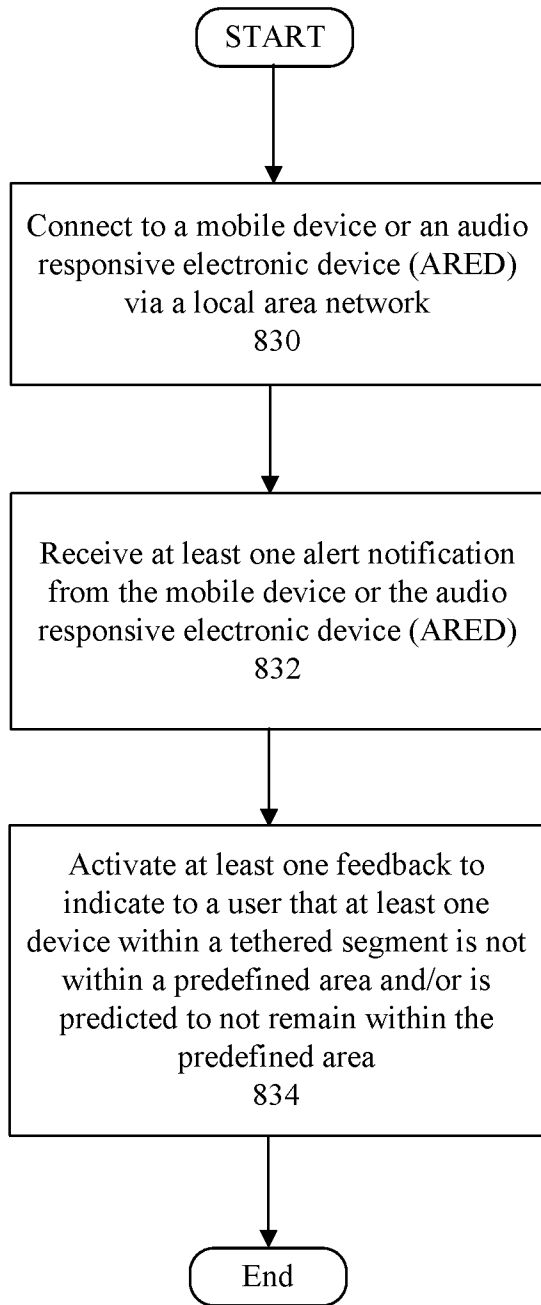 START
Connect to a mobile device or an audio
responsive electronic device (ARED)
via a local area network
830
Receive at least one alert notification
from the mobile device or the audio
responsive electronic device (ARED)
832
Activate at least one feedback to
indicate to a user that at least one
device within a tethered segment is not
within a predefined area and/or is
predicted to not remain within the
predefined area
834
End